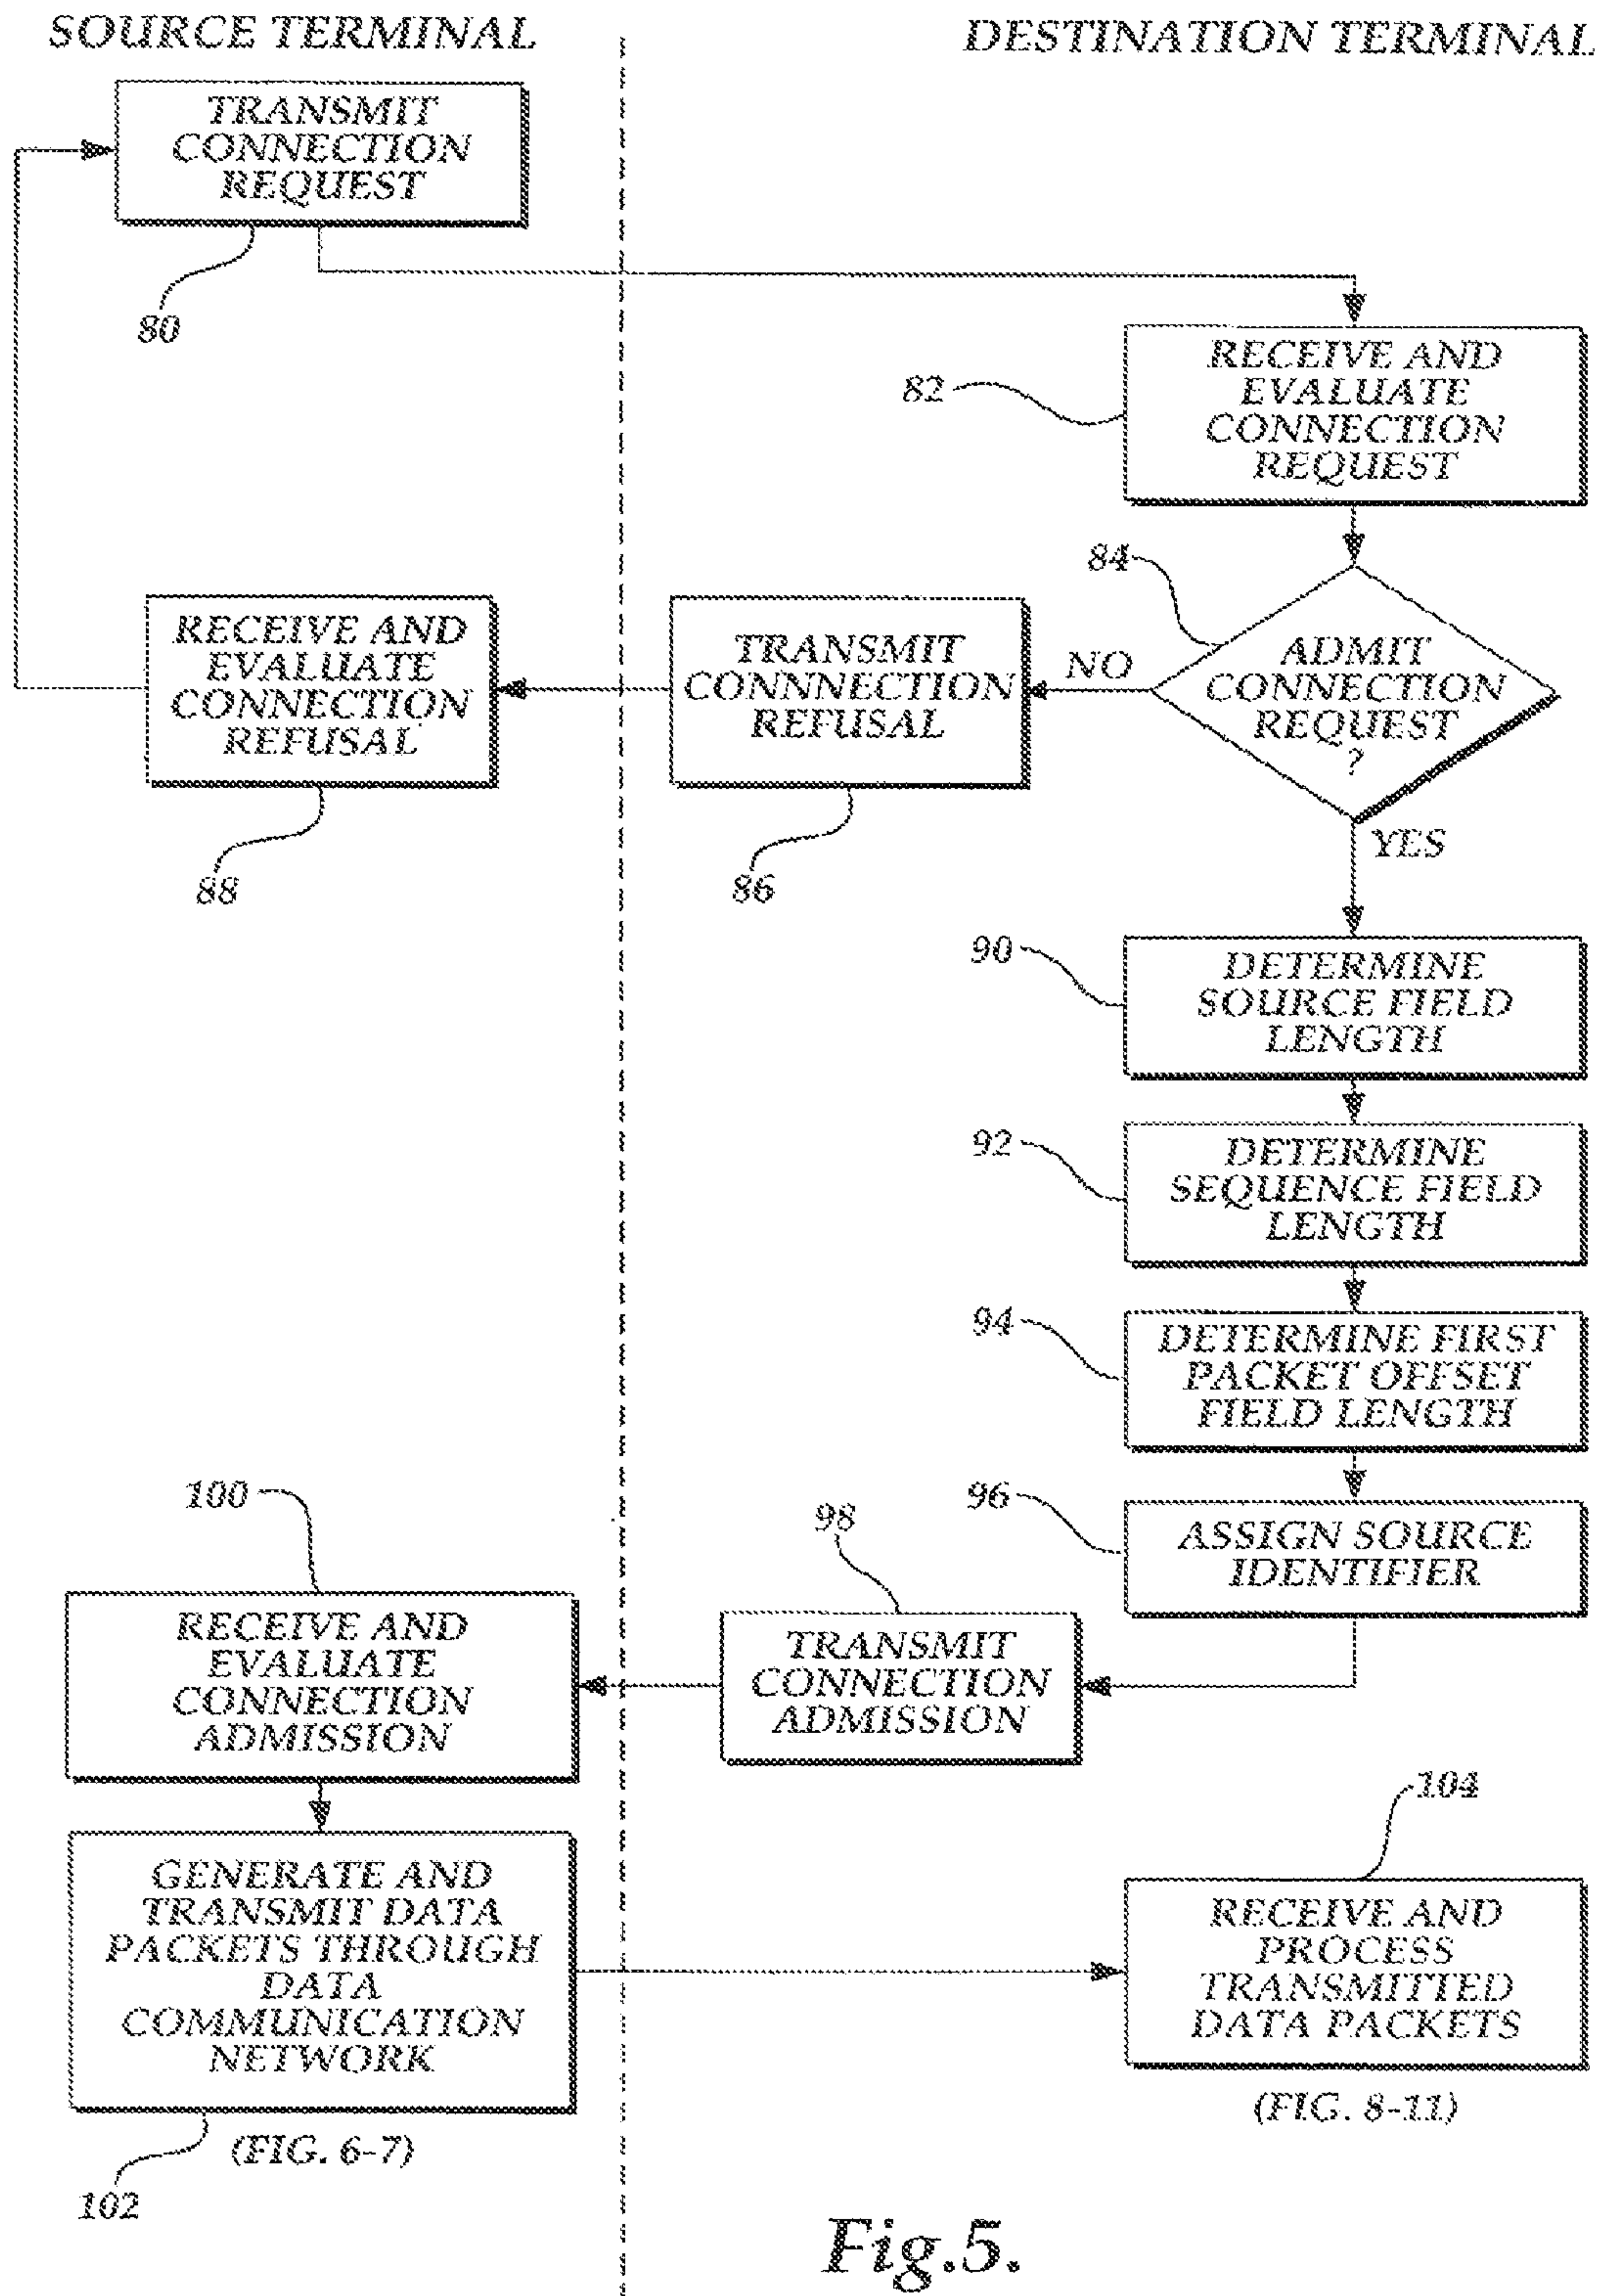 SOURCE TERMINAL
DESTINATION TERMINAL
TRANSMIT
CONNECTION
REQUEST
80
RECEIVE AND
EVALUATE
CONNECTION
REQUEST
82
84
ADMIT
CONNECTION
REQUEST
?
NO
YES
TRANSMIT
CONNNECTION
REFUSAL
86
RECEIVE AND
EVALUATE
CONNECTION
REFUSAL
88
90
DETERMINE
SOURCE FIELD
LENGTH
92
DETERMINE
SEQUENCE FIELD
LENGTH
94
DETERMINE FIRST
PACKET OFFSET
FIELD LENGTH
96
ASSIGN SOURCE
IDENTIFIER
98
TRANSMIT
CONNECTION
ADMISSION
100
RECEIVE AND
EVALUATE
CONNECTION
ADMISSION
GENERATE AND
TRANSMIT DATA
PACKETS THROUGH
DATA
COMMUNICATION
NETWORK
(FIG. 6-7)
102
104
RECEIVE AND
PROCESS
TRANSMITTED
DATA PACKETS
(FIG. 8-11)
Fig.5.